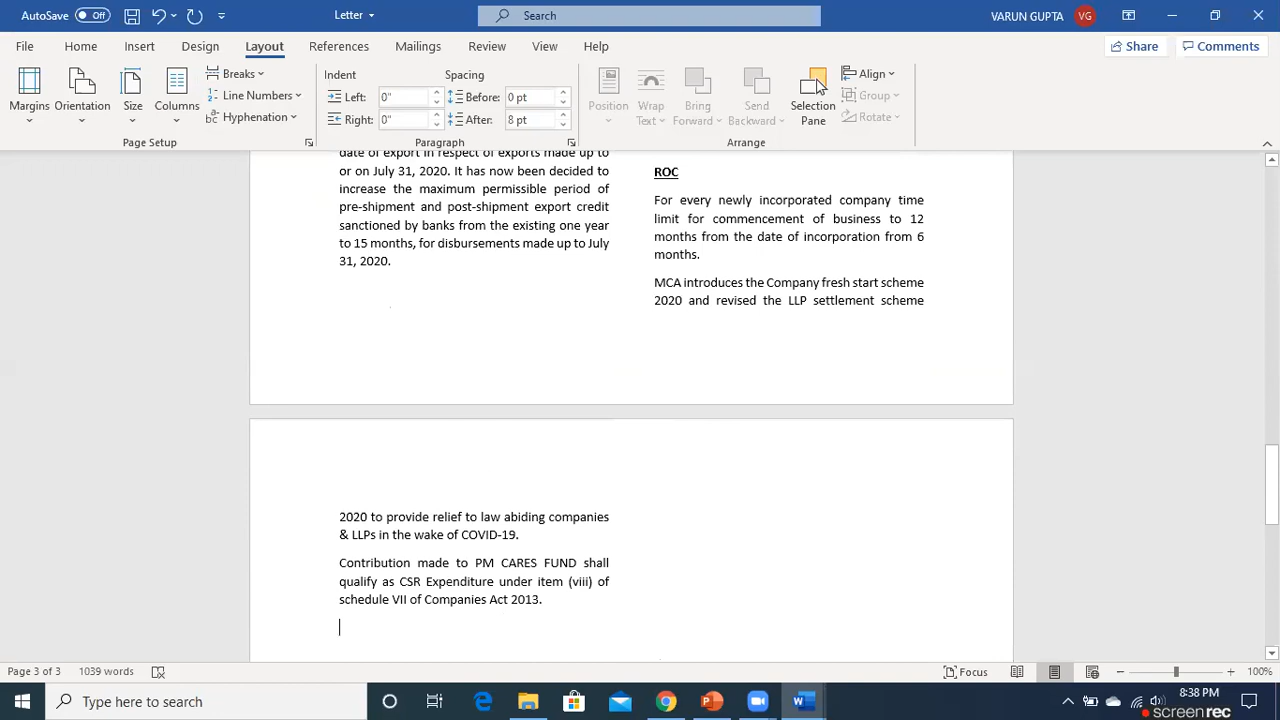 AutoSave Off
Letter
Search
VARUN GUPTA VG
File Home Insert Design Layout References Mailings Review View Help
Share Comments
Margins
Orientation
Size
Columns
Breaks
Line Numbers
Hyphenation
Page Setup
Indent
Left: 0"
Right: 0"
Spacing
Before: 0 pt
After: 8 pt
Paragraph
Position
Wrap
Text
Bring
Forward
Send
Backward
Selection
Pane
Align
Group
Rotate
Arrange
date of export in respect of exports made up to
or on July 31, 2020. It has now been decided to
increase the maximum permissible period of
pre-shipment and post-shipment export credit
sanctioned by banks from the existing one year
to 15 months, for disbursements made up to July
31, 2020.
ROC
For every newly incorporated company time
limit for commencement of business to 12
months from the date of incorporation from 6
months.
MCA introduces the Company fresh start scheme
2020 and revised the LLP settlement scheme
2020 to provide relief to law abiding companies
& LLPs in the wake of COVID-19.
Contribution made to PM CARES FUND shall
qualify as CSR Expenditure under item (viii) of
schedule VII of Companies Act 2013.
Page 3 of 3 1039 words
Focus
100%
Type here to search
8:38 PM
screenrec